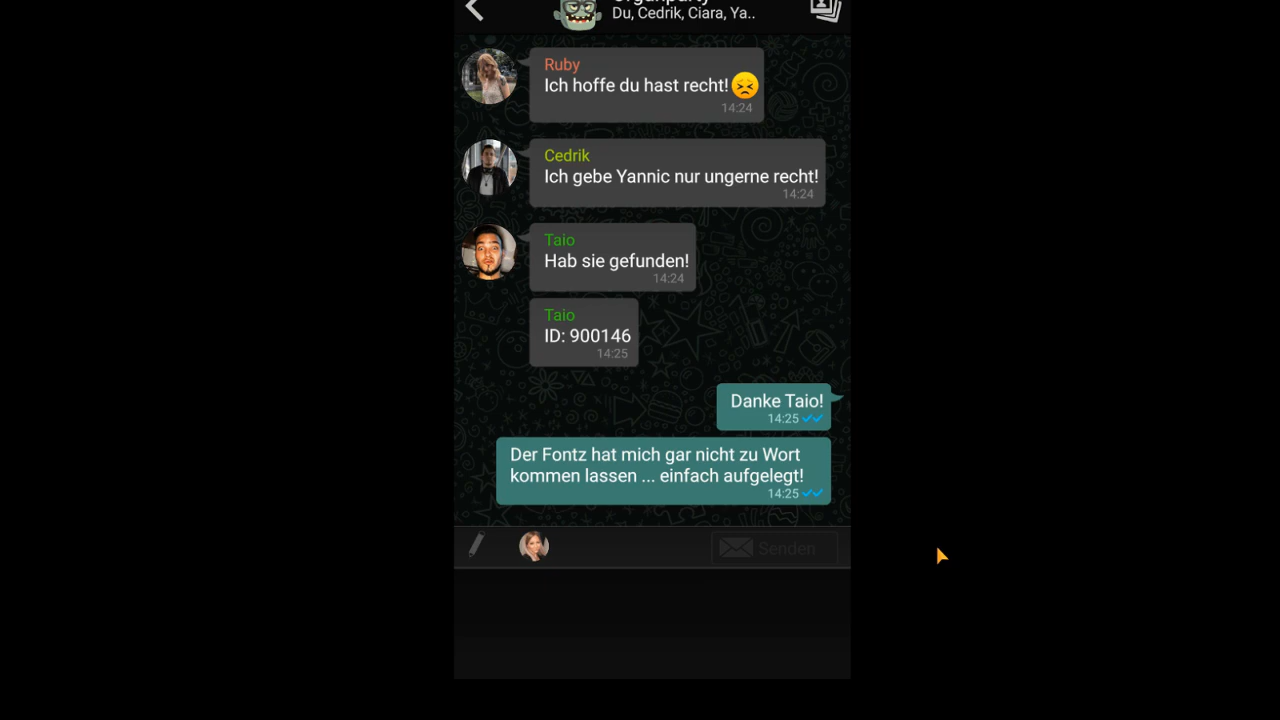 Du, Cedrik, Ciara, Ya..
Ruby
Ich hoffe du hast recht!
14:24
Cedrik
Ich gebe Yannic nur ungerne recht!
14:24
Taio
Hab sie gefunden!
14:24
Taio
ID: 900146
14:25
Danke Taio!
14:25
Der Fontz hat mich gar nicht zu Wort
kommen lassen ... einfach aufgelegt!
14:25
Senden